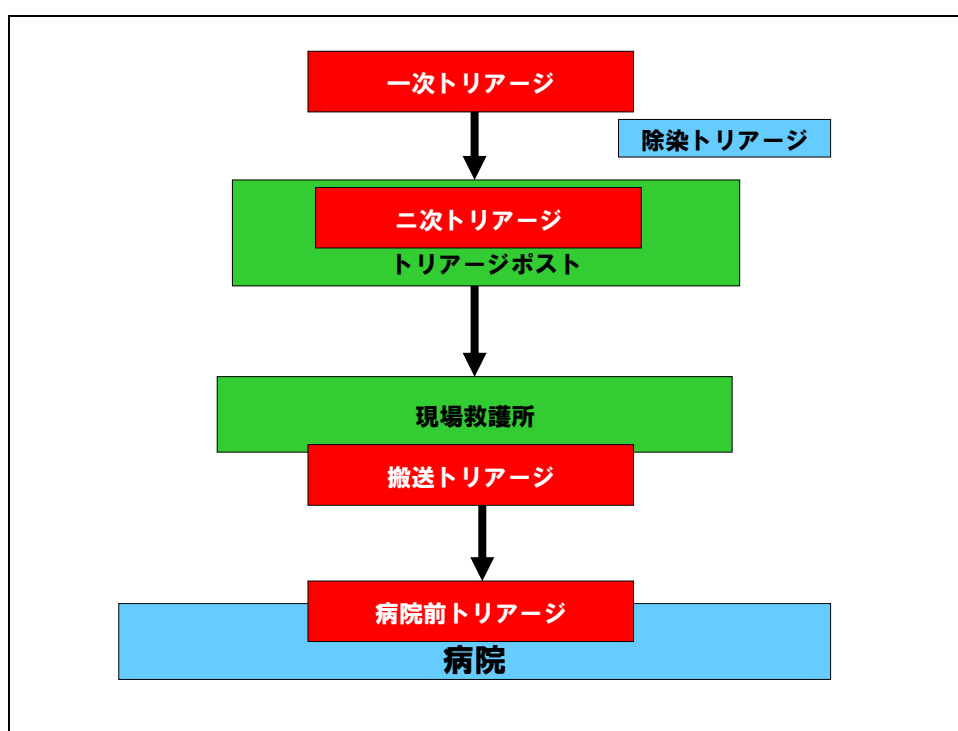 一次トリアージ
除染トリアージ
二次トリアージ
トリアージポスト
現場救護所
搬送トリアージ
病院前トリアージ
病院